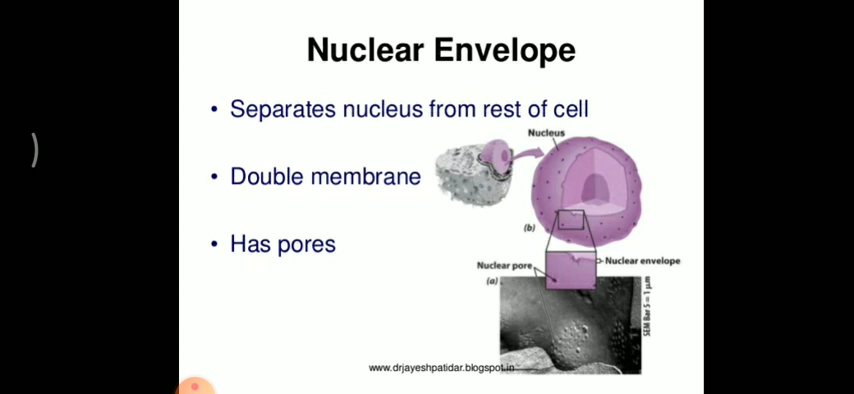 Nuclear Envelope
• Separates nucleus from rest of cell
Nucleus
• Double membrane
(b)
• Has pores
Nuclear pore
Nuclear envelope
(a)
SEM Bar 5 = 1 µm
www.drjayeshpatidar.blogspot.in